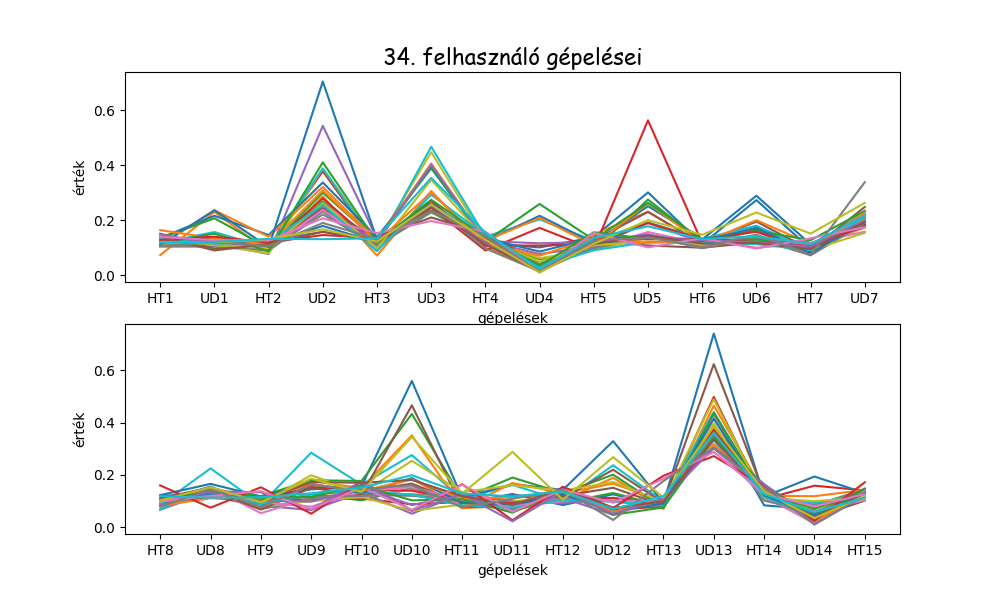 34. felhasználó gépelései
érték
0.6
0.4
0.2
0.0
HT1 UD1 HT2 UD2 HT3 UD3 HT4 UD4 HT5 UD5 HT6 UD6 HT7 UD7
gépelések
érték
0.6
0.4
0.2
0.0
HT8 UD8 HT9 UD9 HT10 UD10 HT11 UD11 HT12 UD12 HT13 UD13 HT14 UD14 HT15
gépelések